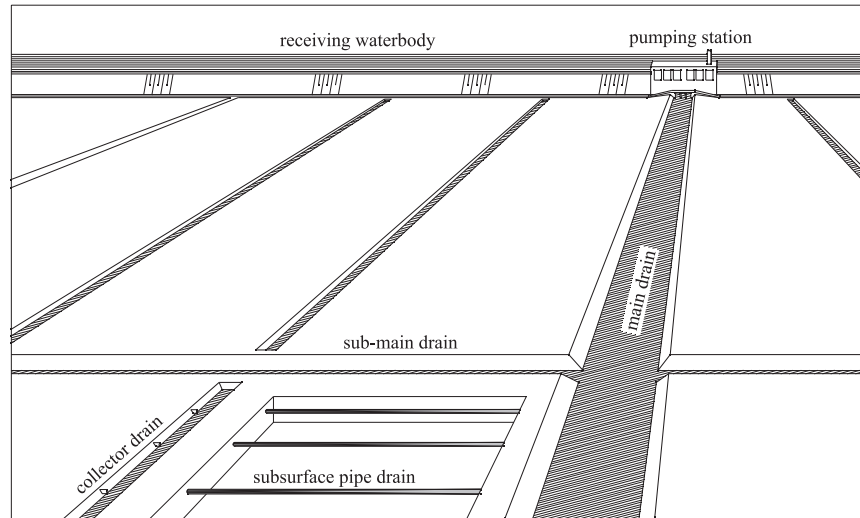 receiving waterbody
pumping station
main drain
sub-main drain
collector drain
subsurface pipe drain